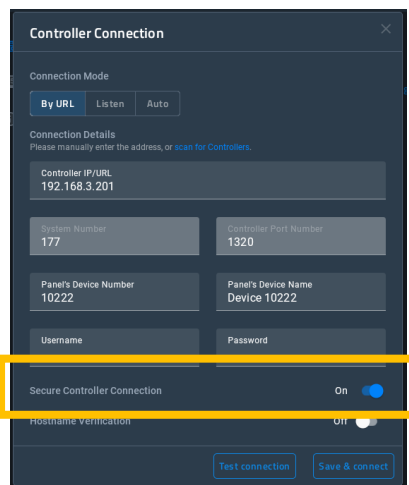 Controller Connection
Connection Mode
By URL Listen Auto
Connection Details
Please manually enter the address, or scan for Controllers.
Controller IP/URL
192.168.3.201
System Number Controller Port Number
177 1320
Panel's Device Number Panel's Device Name
10222 Device 10222
Username Password
Secure Controller Connection On
Hostname Verification Off
Test connection Save & connect